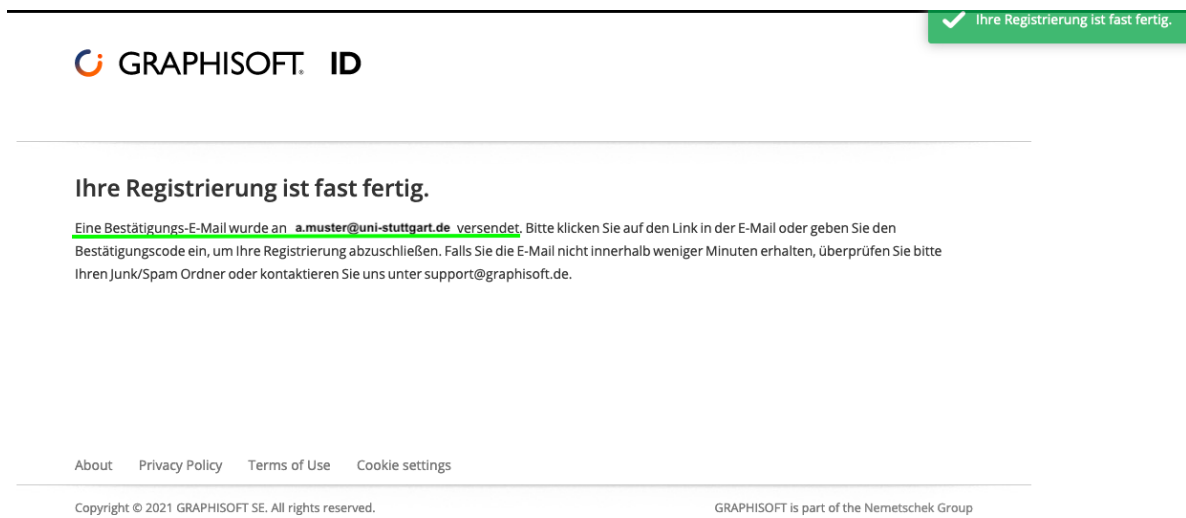 Ihre Registrierung ist fast fertig.
GRAPHISOFT® ID
Ihre Registrierung ist fast fertig.
Eine Bestätigungs-E-Mail wurde an a.muster@uni-stuttgart.de versendet. Bitte klicken Sie auf den Link in der E-Mail oder geben Sie den
Bestätigungscode ein, um Ihre Registrierung abzuschließen. Falls Sie die E-Mail nicht innerhalb weniger Minuten erhalten, überprüfen Sie bitte
Ihren Junk/Spam Ordner oder kontaktieren Sie uns unter support@graphisoft.de.
About Privacy Policy Terms of Use Cookie settings
Copyright © 2021 GRAPHISOFT SE. All rights reserved. GRAPHISOFT is part of the Nemetschek Group